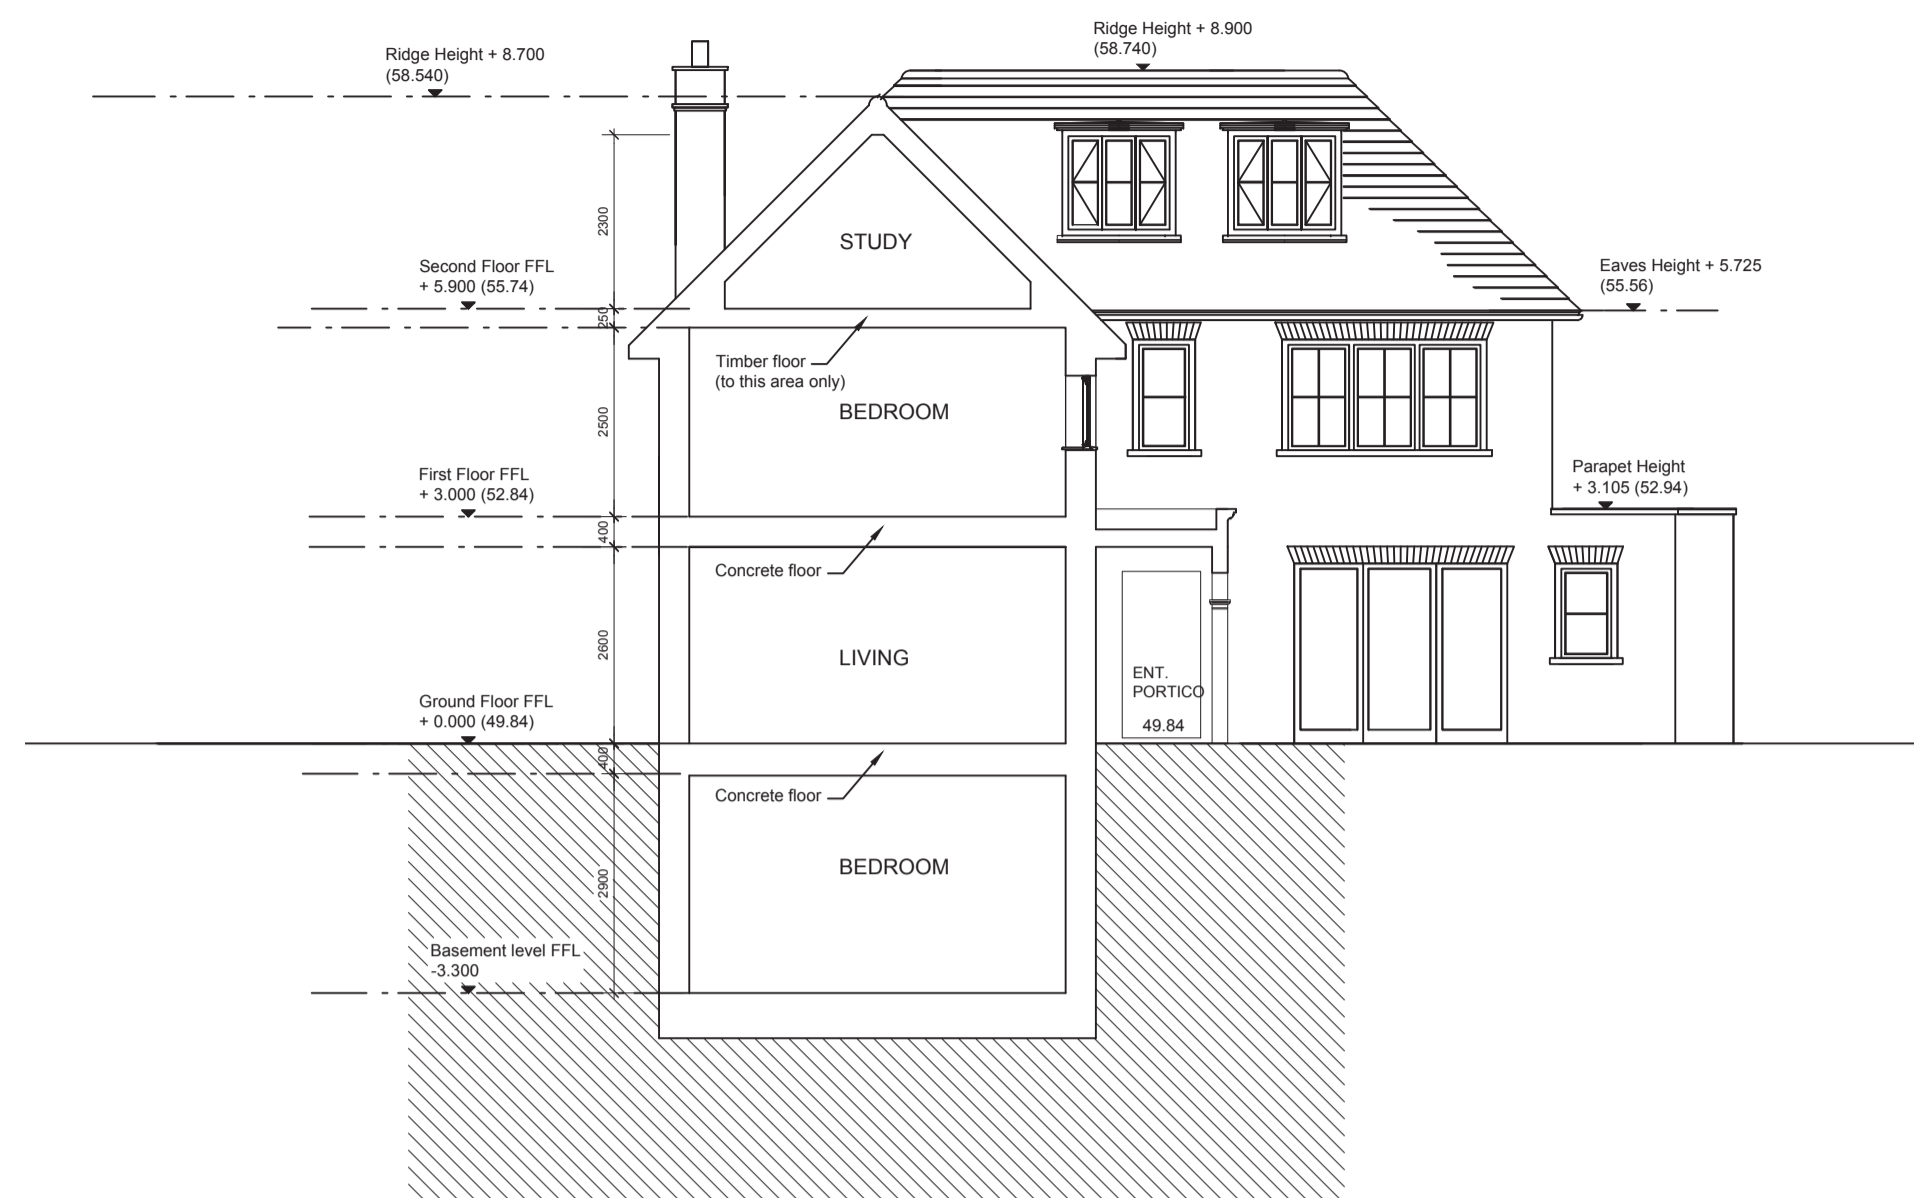 Ridge Height + 8.900
(58.740)
Ridge Height + 8.700
(58.540)
2300
STUDY
Second Floor FFL
+ 5.900 (55.74)
Eaves Height + 5.725
(55.56)
250
Timber floor
(to this area only)
BEDROOM
2500
First Floor FFL
+ 3.000 (52.84)
Parapet Height
+ 3.105 (52.94)
400
Concrete floor
2600
LIVING
ENT.
PORTICO
49.84
Ground Floor FFL
+ 0.000 (49.84)
400
Concrete floor
BEDROOM
2900
Basement level FFL
-3.300